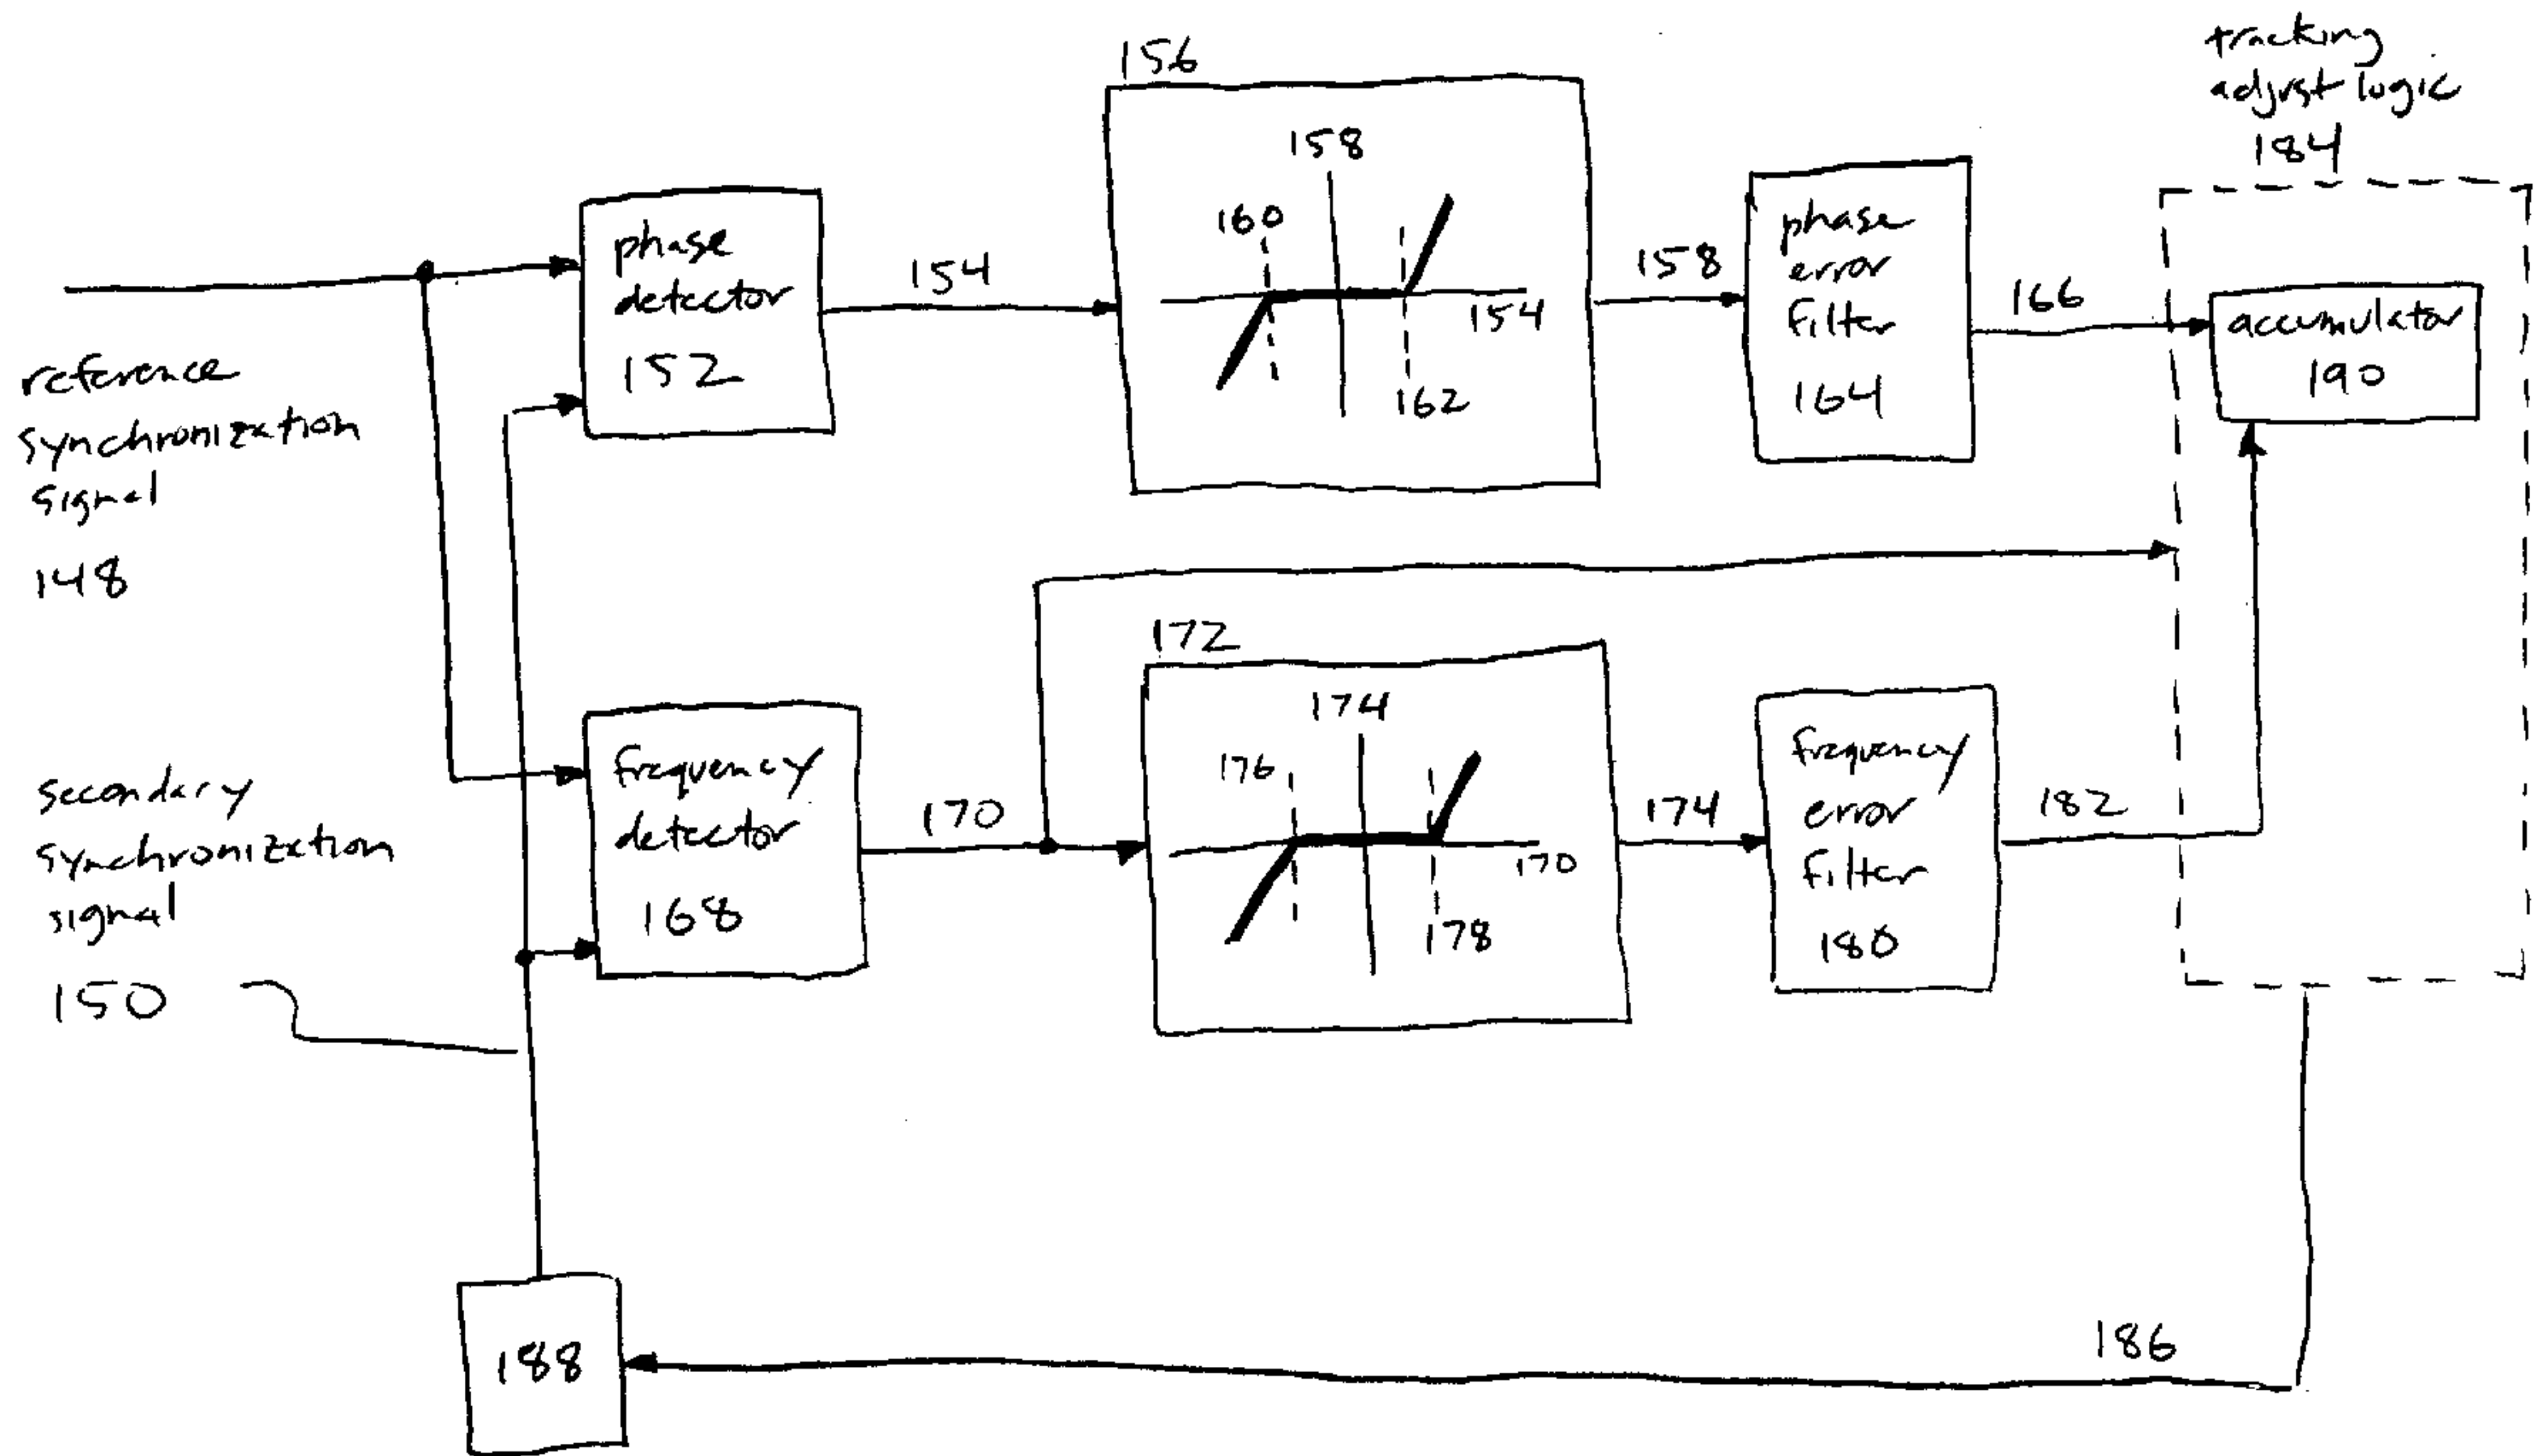 tracking
adjust logic
184
156
158
160
154
162
phase
detector
152
154
158
phase
error
filter
164
166
accumulator
190
reference
synchronization
signal
148
172
174
176
170
178
frequency
detector
168
170
174
frequency
error
filter
180
182
secondary
synchronization
signal
150
188
186